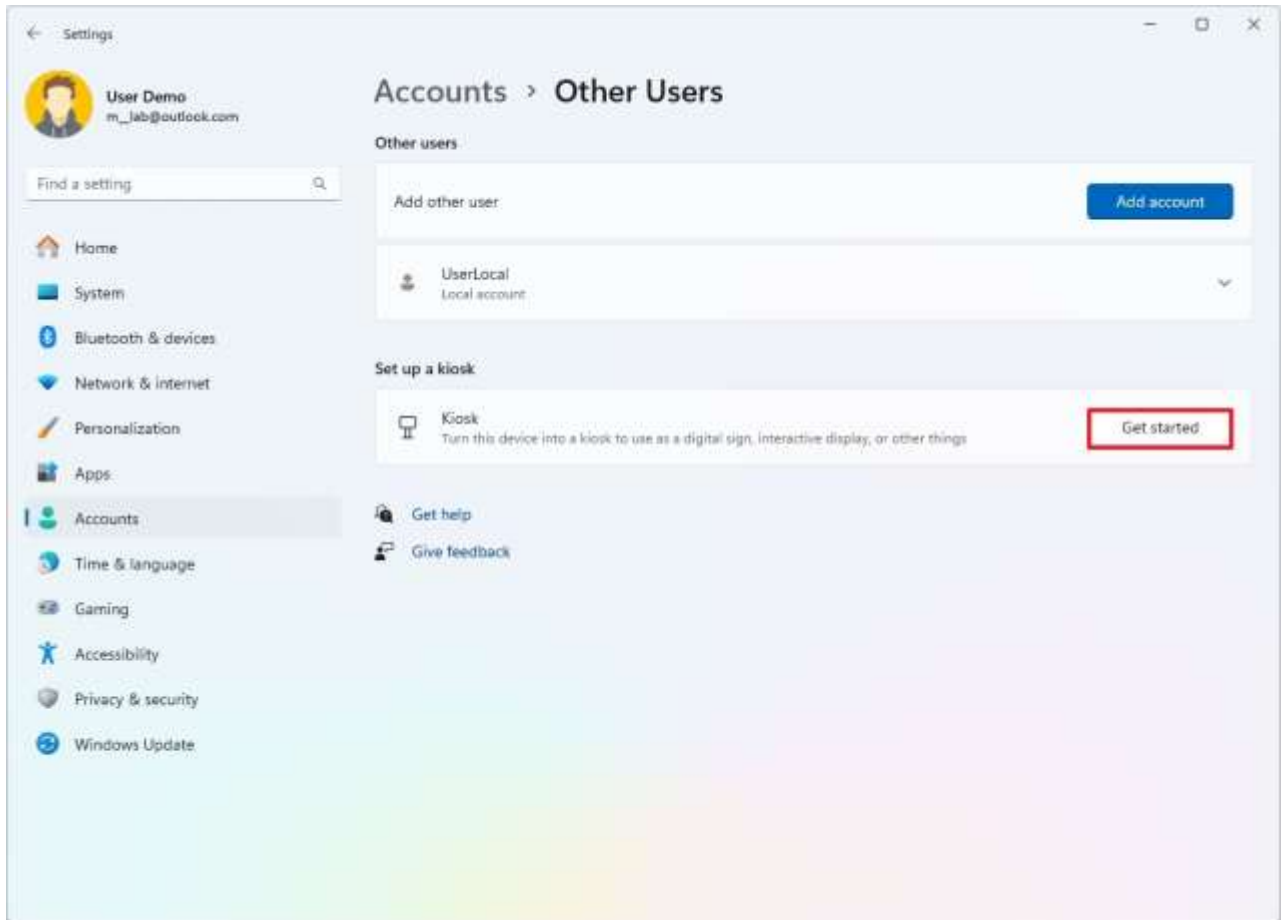 Settings
User Demo
m_lab@outlook.com
Find a setting
Home
System
Bluetooth & devices
Network & internet
Personalization
Apps
Accounts
Time & language
Gaming
Accessibility
Privacy & security
Windows Update
Accounts > Other Users
Other users
Add other user
Add account
UserLocal
Local account
Set up a kiosk
Kiosk
Turn this device into a kiosk to use as a digital sign, interactive display, or other things
Get started
Get help
Give feedback